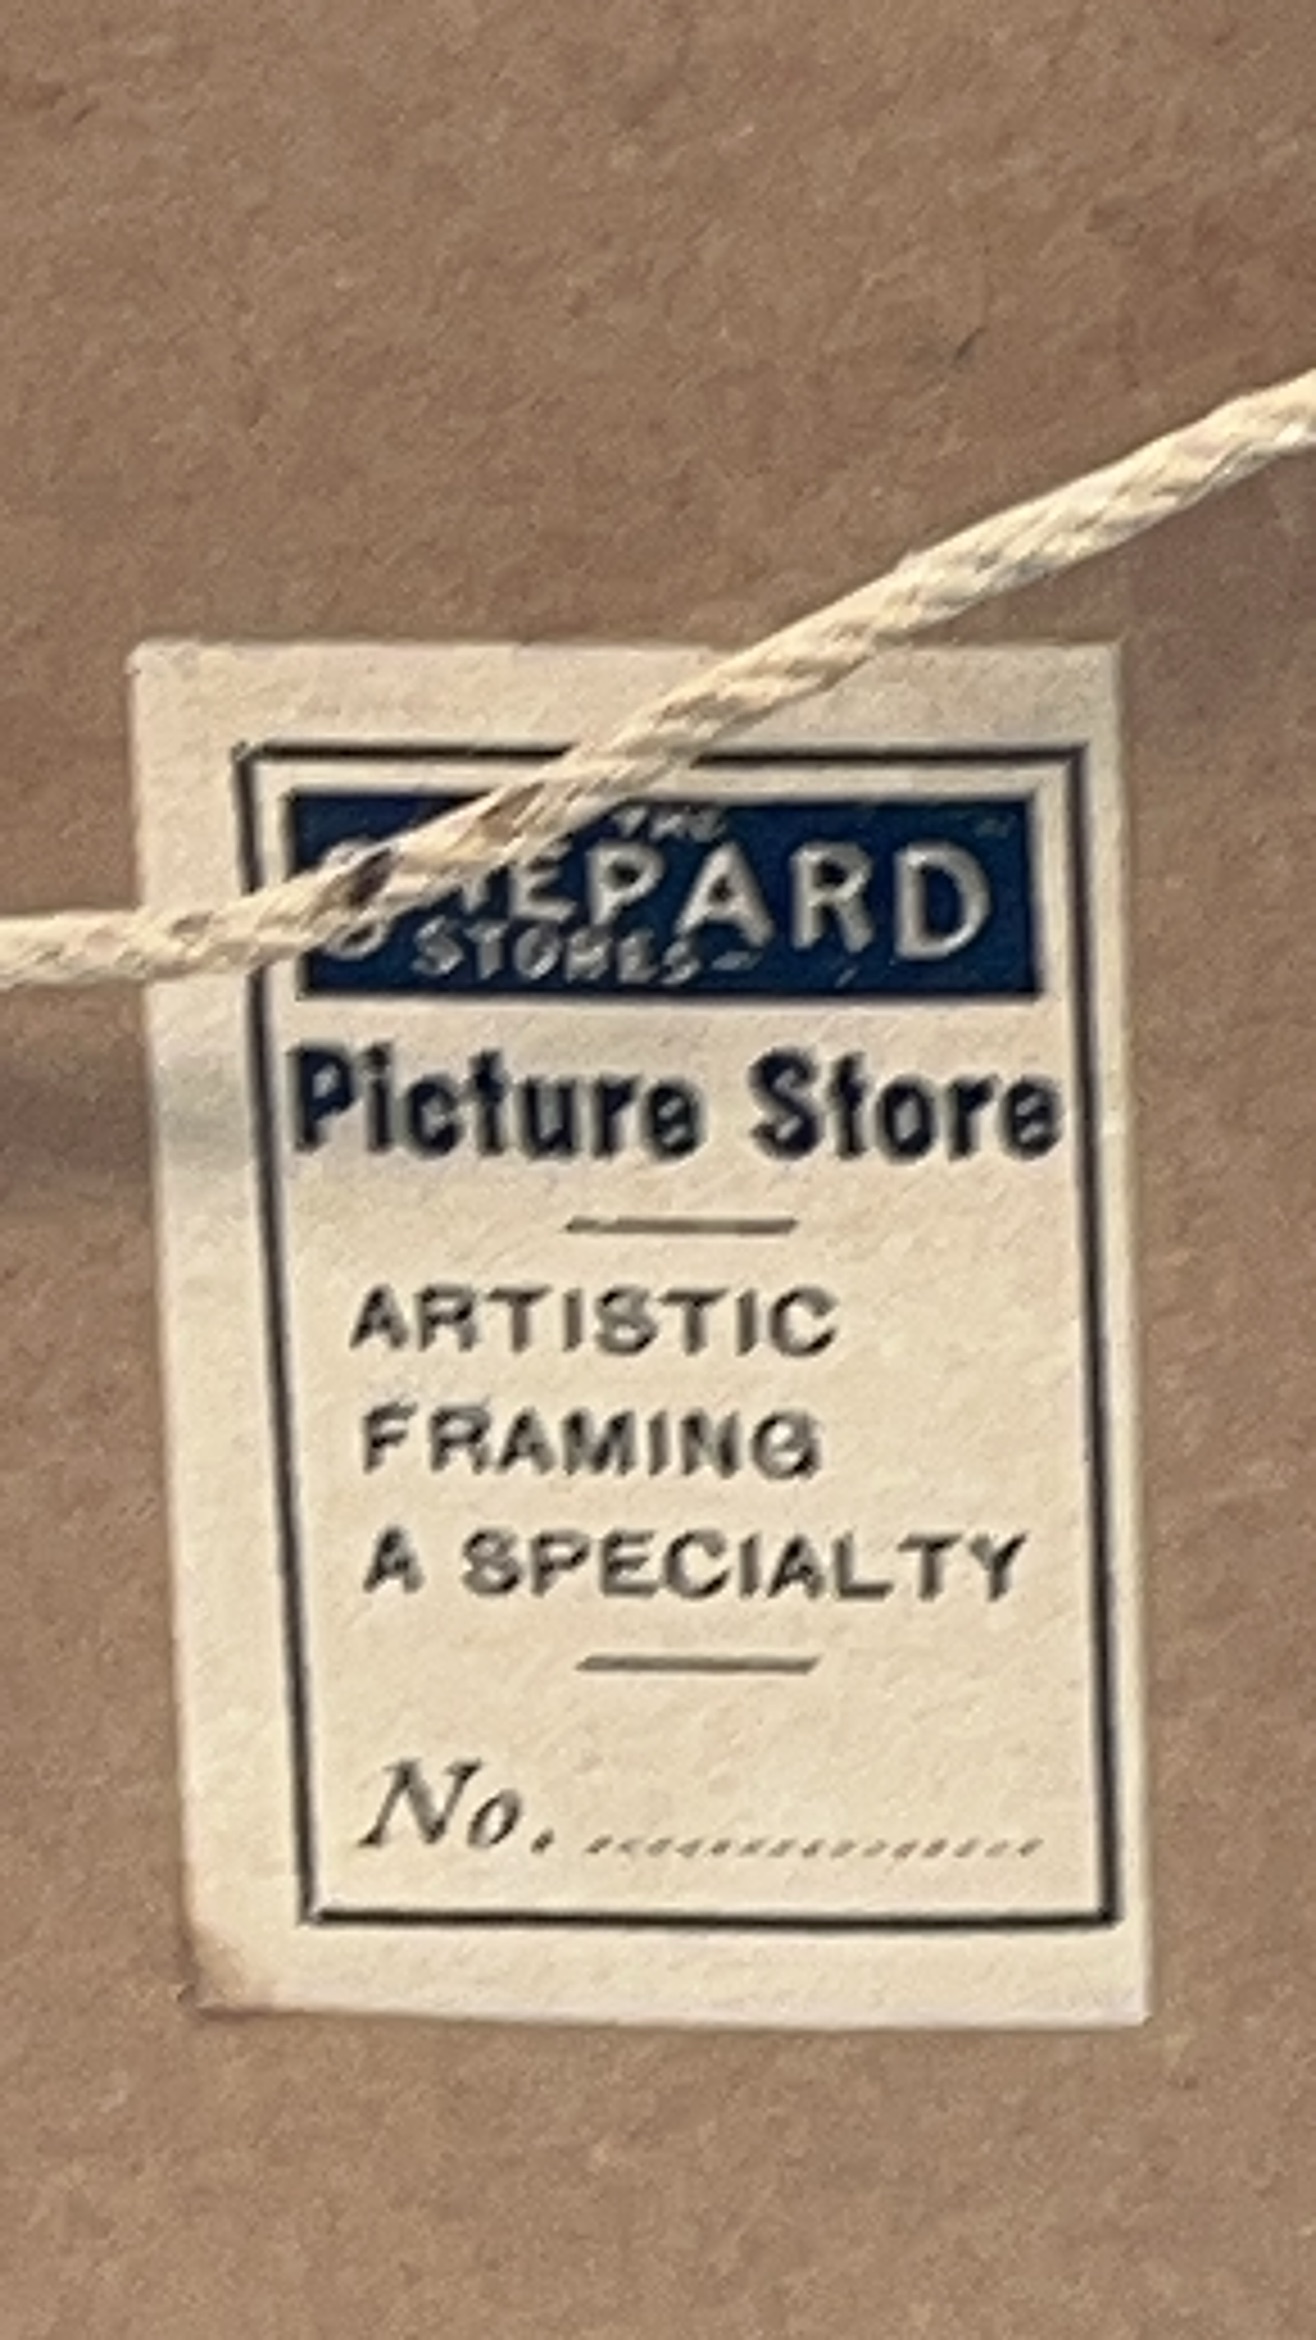 THE
SHEPARD
STORES
Picture Store
ARTISTIC
FRAMING
A SPECIALTY
No. ................